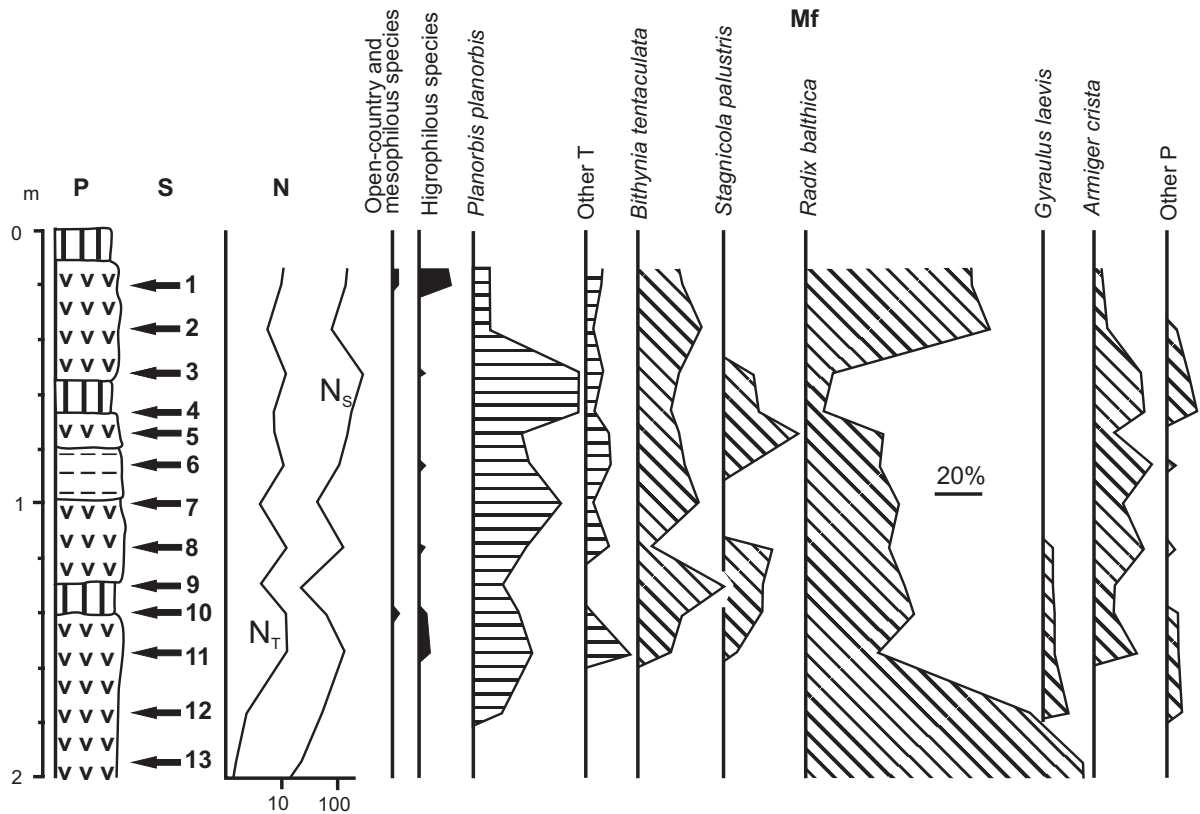 Mf
Open-country and
mesophilous species
Higrophilous species
Planorbis planorbis
Other T
Bithynia tentaculata
Stagnicola palustris
Radix balthica
Gyraulus laevis
Armiger crista
Other P
m
P
S
N
0
1
2
1
2
3
4
5
6
7
8
9
10
11
12
13
NS
NT
20%
10
100
V V V
V V V
V V V
V V V
V V V
V V V
V V V
V V V
V V V
V V V
V V V
V V V
V V V